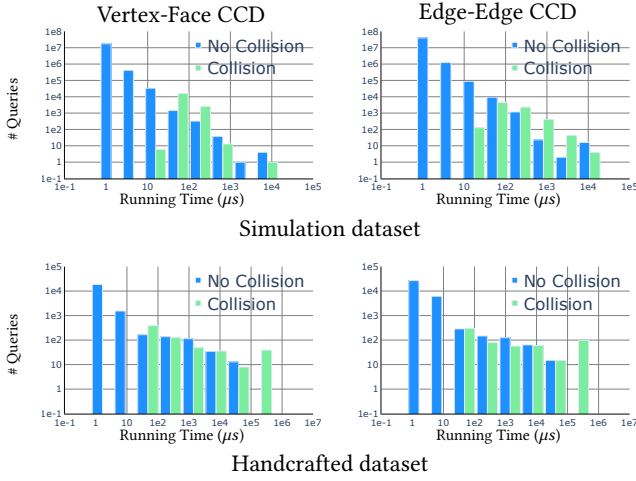 Vertex-Face CCD
Edge-Edge CCD
1e8
1e7
1e6
1e5
1e4
1e3
1e2
10
1
1e-1
# Queries
No Collision
Collision
1e-1 1 10 1e2 1e3 1e4 1e5
Running Time (μs)
1e8
1e7
1e6
1e5
1e4
1e3
1e2
10
1
1e-1
No Collision
Collision
1e-1 1 10 1e2 1e3 1e4 1e5
Running Time (μs)
Simulation dataset
1e5
1e4
1e3
1e2
10
1
1e-1
# Queries
No Collision
Collision
1e-1 1 10 1e2 1e3 1e4 1e5 1e6 1e7
Running Time (μs)
1e5
1e4
1e3
1e2
10
1
1e-1
No Collision
Collision
1e-1 1 10 1e2 1e3 1e4 1e5 1e6 1e7
Running Time (μs)
Handcrafted dataset